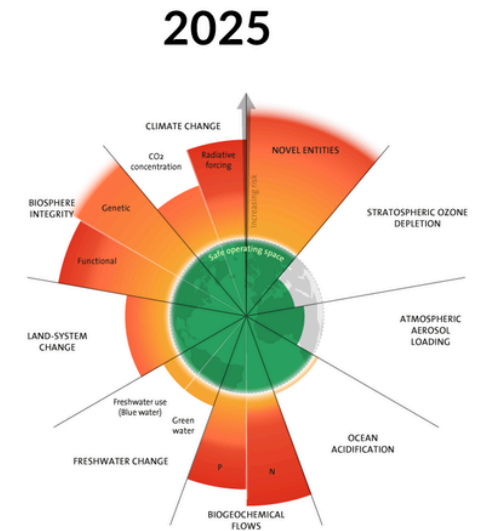 2025
CLIMATE CHANGE
CO₂
concentration
Radiative
forcing
NOVEL ENTITIES
Increasing risk
STRATOSPHERIC OZONE
DEPLETION
ATMOSPHERIC
AEROSOL
LOADING
OCEAN
ACIDIFICATION
BIOGEOCHEMICAL
FLOWS
P
N
FRESHWATER CHANGE
Freshwater use
(Blue water)
Green
water
LAND-SYSTEM
CHANGE
BIOSPHERE
INTEGRITY
Genetic
Functional
Safe operating space